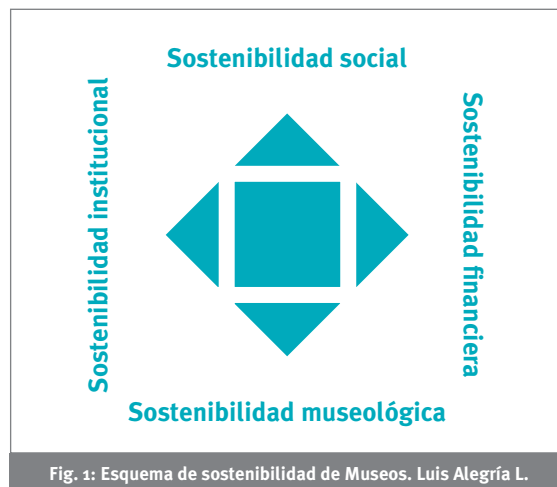 Sostenibilidad social
Sostenibilidad institucional
Sostenibilidad financiera
Sostenibilidad museológica
Fig. 1: Esquema de sostenibilidad de Museos. Luis Alegría L.